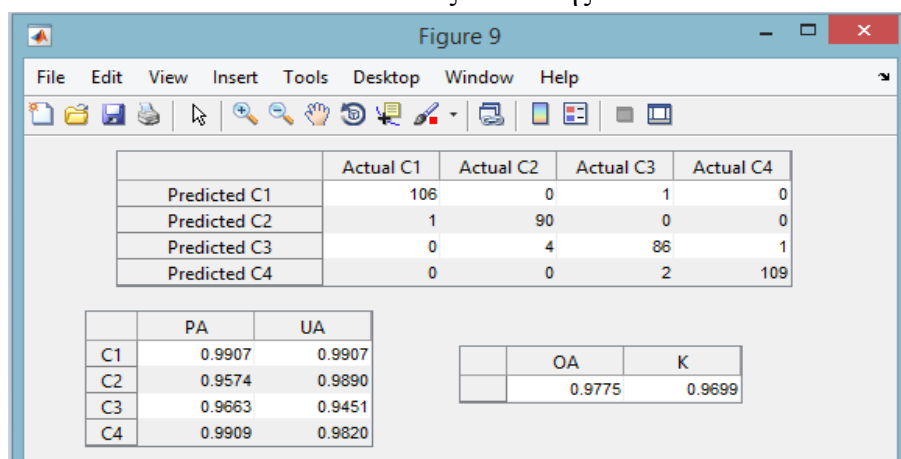 Figure 9
File Edit View Insert Tools Desktop Window Help
Actual C1 Actual C2 Actual C3 Actual C4
Predicted C1 106 0 1 0
Predicted C2 1 90 0 0
Predicted C3 0 4 86 1
Predicted C4 0 0 2 109
PA UA
C1 0.9907 0.9907
C2 0.9574 0.9890
C3 0.9663 0.9451
C4 0.9909 0.9820
OA K
0.9775 0.9699